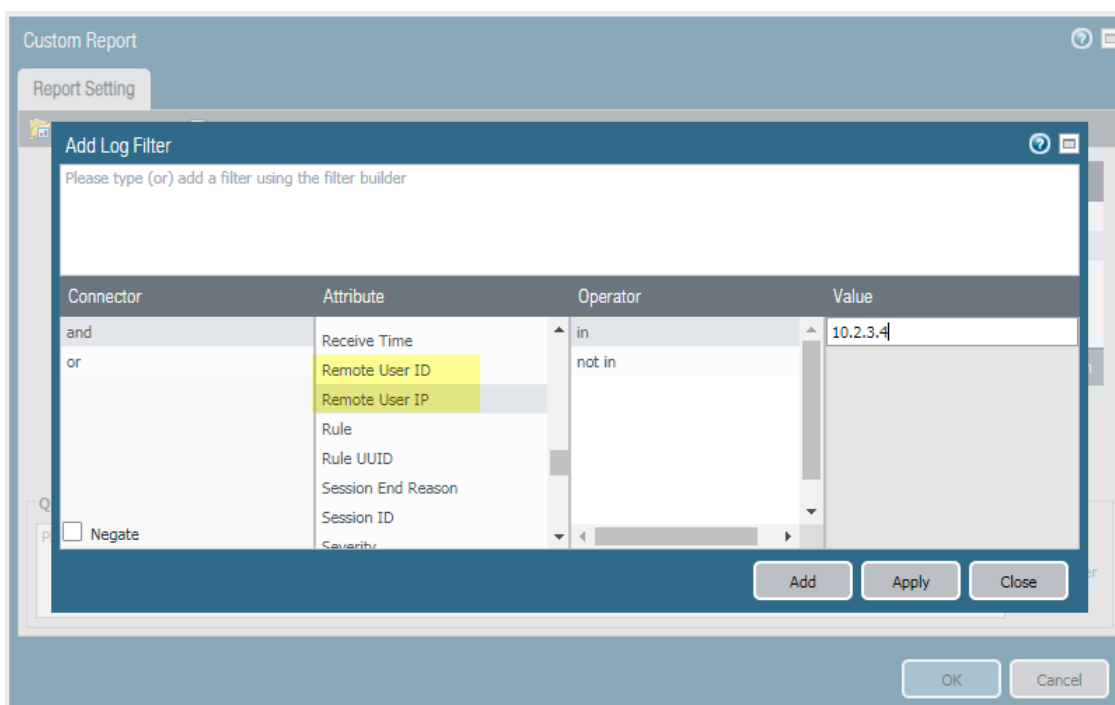 Custom Report
Report Setting
Add Log Filter
Please type (or) add a filter using the filter builder
Connector Attribute Operator Value
and Receive Time in 10.2.3.4
or Remote User ID not in
Remote User IP
Rule
Rule UUID
Session End Reason
Session ID
Negate Severity
Add Apply Close
OK Cancel